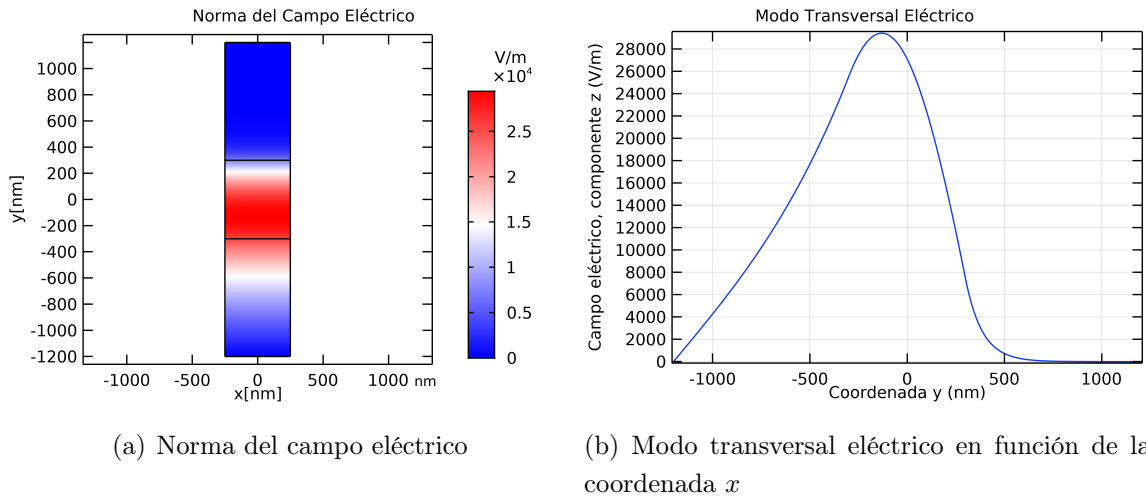 Norma del Campo Eléctrico
V/m
×10⁴
1000
800
600
400
200
0
-200
-400
-600
-800
-1000
-1200
y[nm]
2.5
2
1.5
1
0.5
0
-1000 -500 0 500 1000 nm
x[nm]
Modo Transversal Eléctrico
28000
26000
24000
22000
20000
18000
16000
14000
12000
10000
8000
6000
4000
2000
0
Campo eléctrico, componente z (V/m)
-1000 -500 0 500 1000
Coordenada y (nm)
(a) Norma del campo eléctrico
(b) Modo transversal eléctrico en función de la
coordenada x